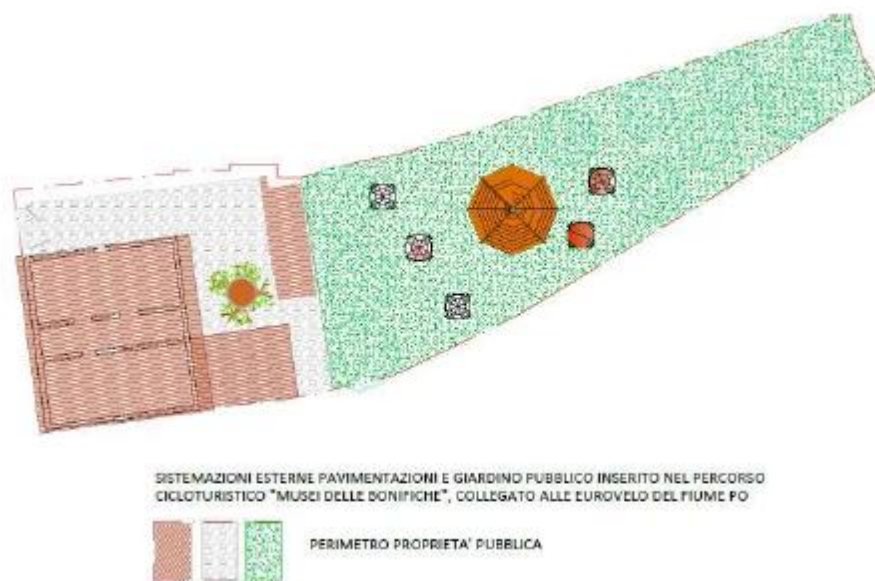 SISTEMAZIONI ESTERNE PAVIMENTAZIONI E GIARDINO PUBBLICO INSERITO NEL PERCORSO
CICLOTURISTICO "MUSEI DELLE BONIFICHE", COLLEGATO ALLE EUROVELO DEL FIUME PO
PERIMETRO PROPRIETA' PUBBLICA